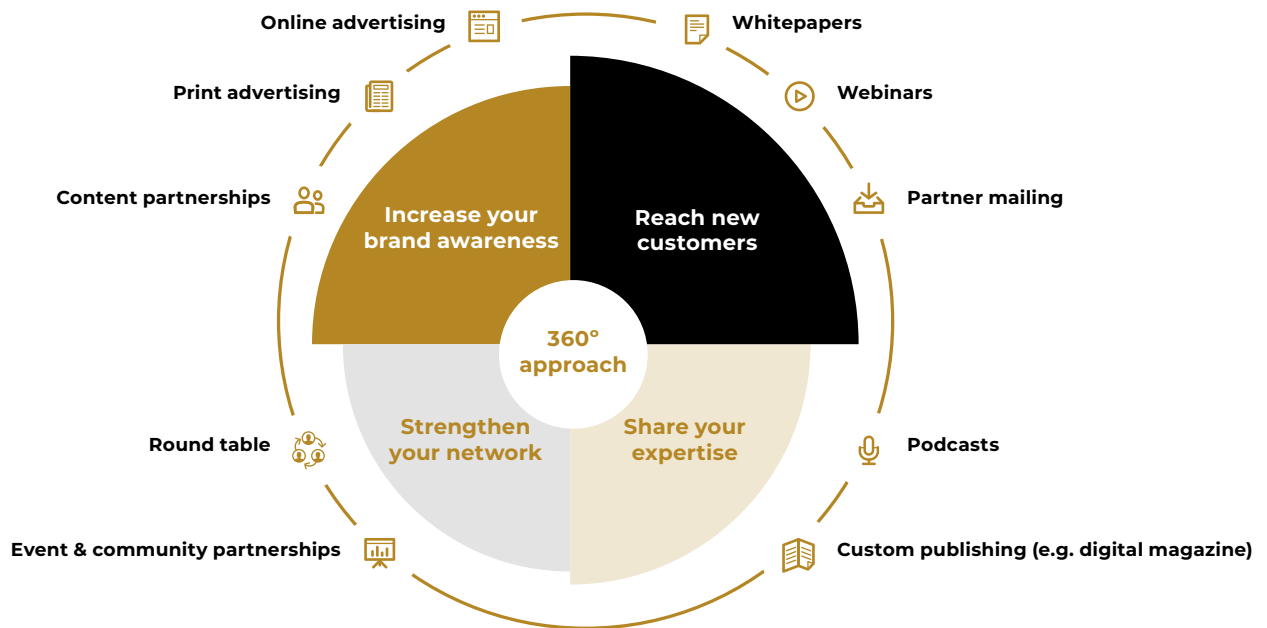 Online advertising
Whitepapers
Print advertising
Webinars
Content partnerships
Partner mailing
Increase your
brand awareness
Reach new
customers
360º
approach
Strengthen
your network
Share your
expertise
Round table
Podcasts
Event & community partnerships
Custom publishing (e.g. digital magazine)